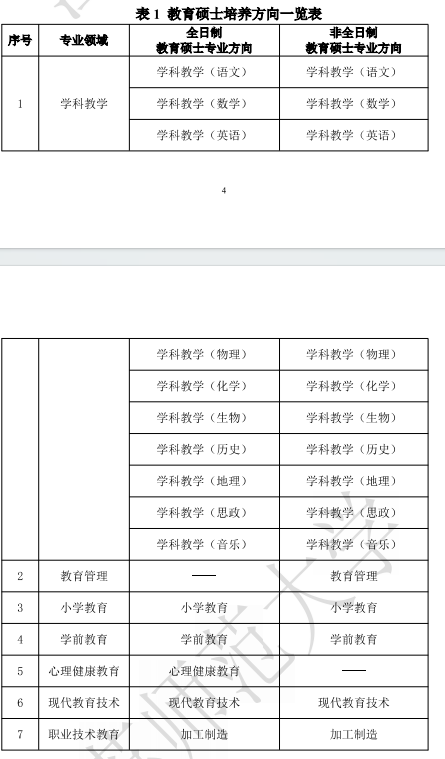 表 1 教育硕士培养方向一览表
序号 专业领域 全日制 教育硕士专业方向 非全日制 教育硕士专业方向
1 学科教学 学科教学（语文） 学科教学（语文）
学科教学（数学） 学科教学（数学）
学科教学（英语） 学科教学（英语）
4
学科教学（物理） 学科教学（物理）
学科教学（化学） 学科教学（化学）
学科教学（生物） 学科教学（生物）
学科教学（历史） 学科教学（历史）
学科教学（地理） 学科教学（地理）
学科教学（思政） 学科教学（思政）
学科教学（音乐） 学科教学（音乐）
2 教育管理 —— 教育管理
3 小学教育 小学教育 小学教育
4 学前教育 学前教育 学前教育
5 心理健康教育 心理健康教育 ——
6 现代教育技术 现代教育技术 现代教育技术
7 职业技术教育 加工制造 加工制造
师范大学